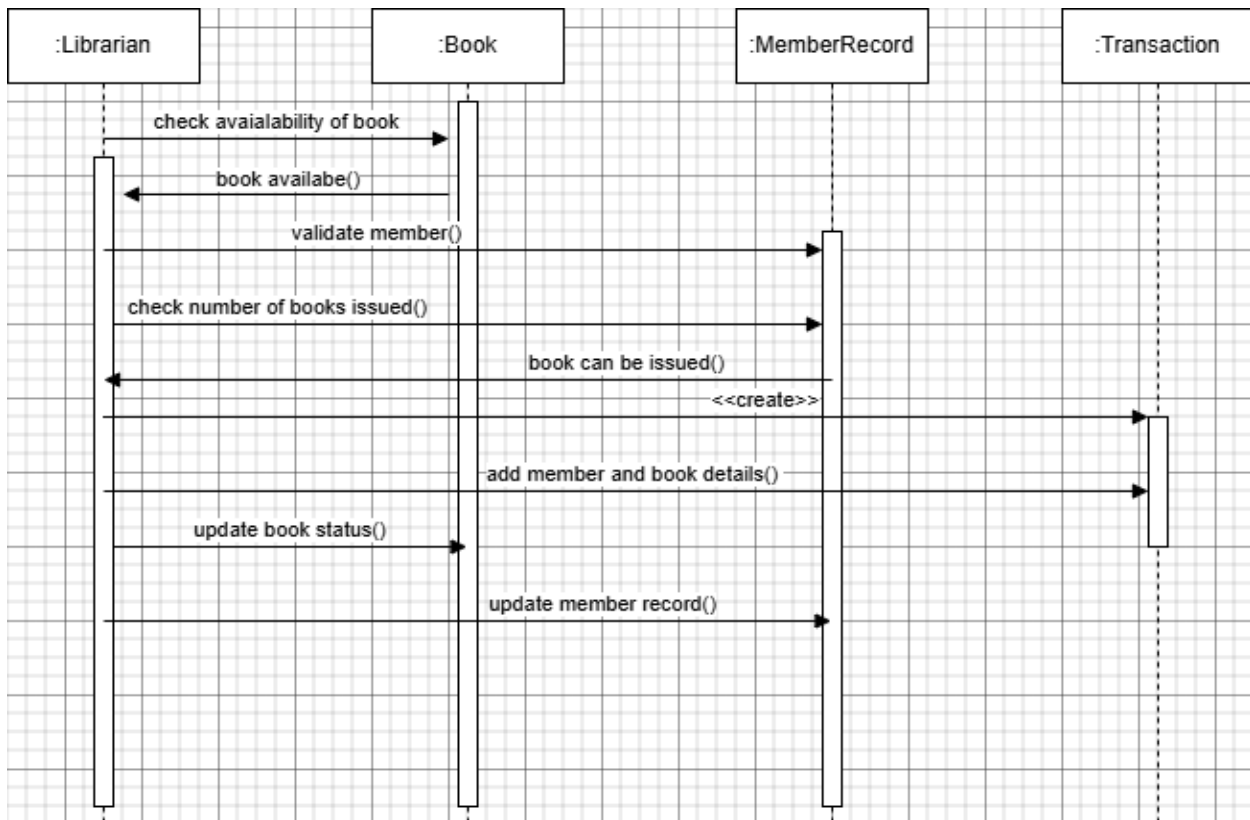 :Librarian
:Book
:MemberRecord
:Transaction
check avaialability of book
book availabe()
validate member()
check number of books issued()
book can be issued()
<<create>>
add member and book details()
update book status()
update member record()